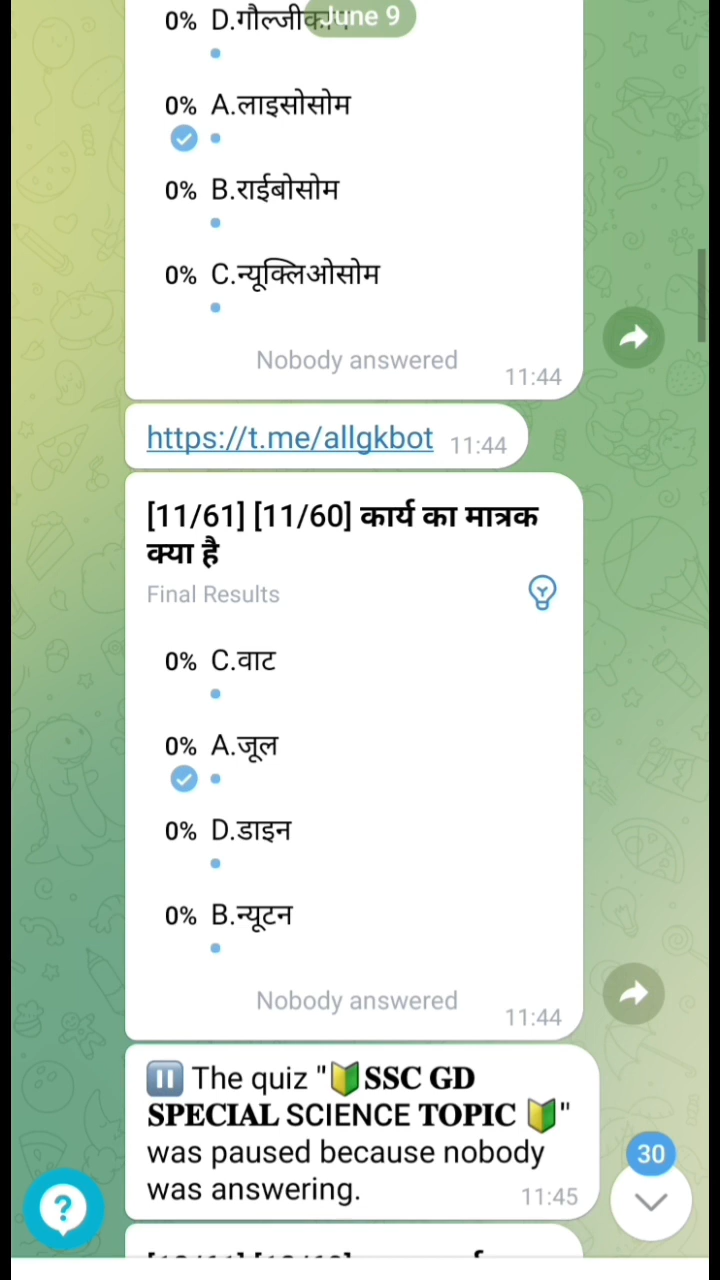 June 9
0% D.गौल्जीकाय
0% A.लाइसोसोम
0% B.राईबोसोम
0% C.न्यूक्लिओसोम
Nobody answered
11:44
https://t.me/allgkbot 11:44
[11/61] [11/60] कार्य का मात्रक
क्या है
Final Results
0% C.वाट
0% A.जूल
0% D.डाइन
0% B.न्यूटन
Nobody answered
11:44
⏸ The quiz "🔰𝐒𝐒𝐂 𝐆𝐃
𝐒𝐏𝐄𝐂𝐈𝐀𝐋 SCIENCE 𝐓𝐎𝐏𝐈𝐂 🔰"
was paused because nobody
was answering. 11:45
30
?